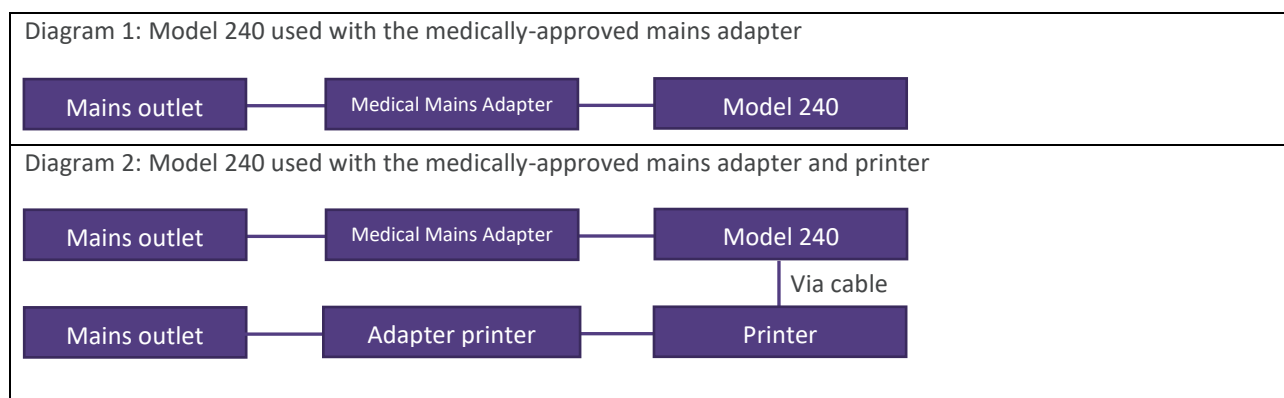 Diagram 1: Model 240 used with the medically-approved mains adapter
Mains outlet Medical Mains Adapter Model 240
Diagram 2: Model 240 used with the medically-approved mains adapter and printer
Mains outlet Medical Mains Adapter Model 240
Via cable
Mains outlet Adapter printer Printer